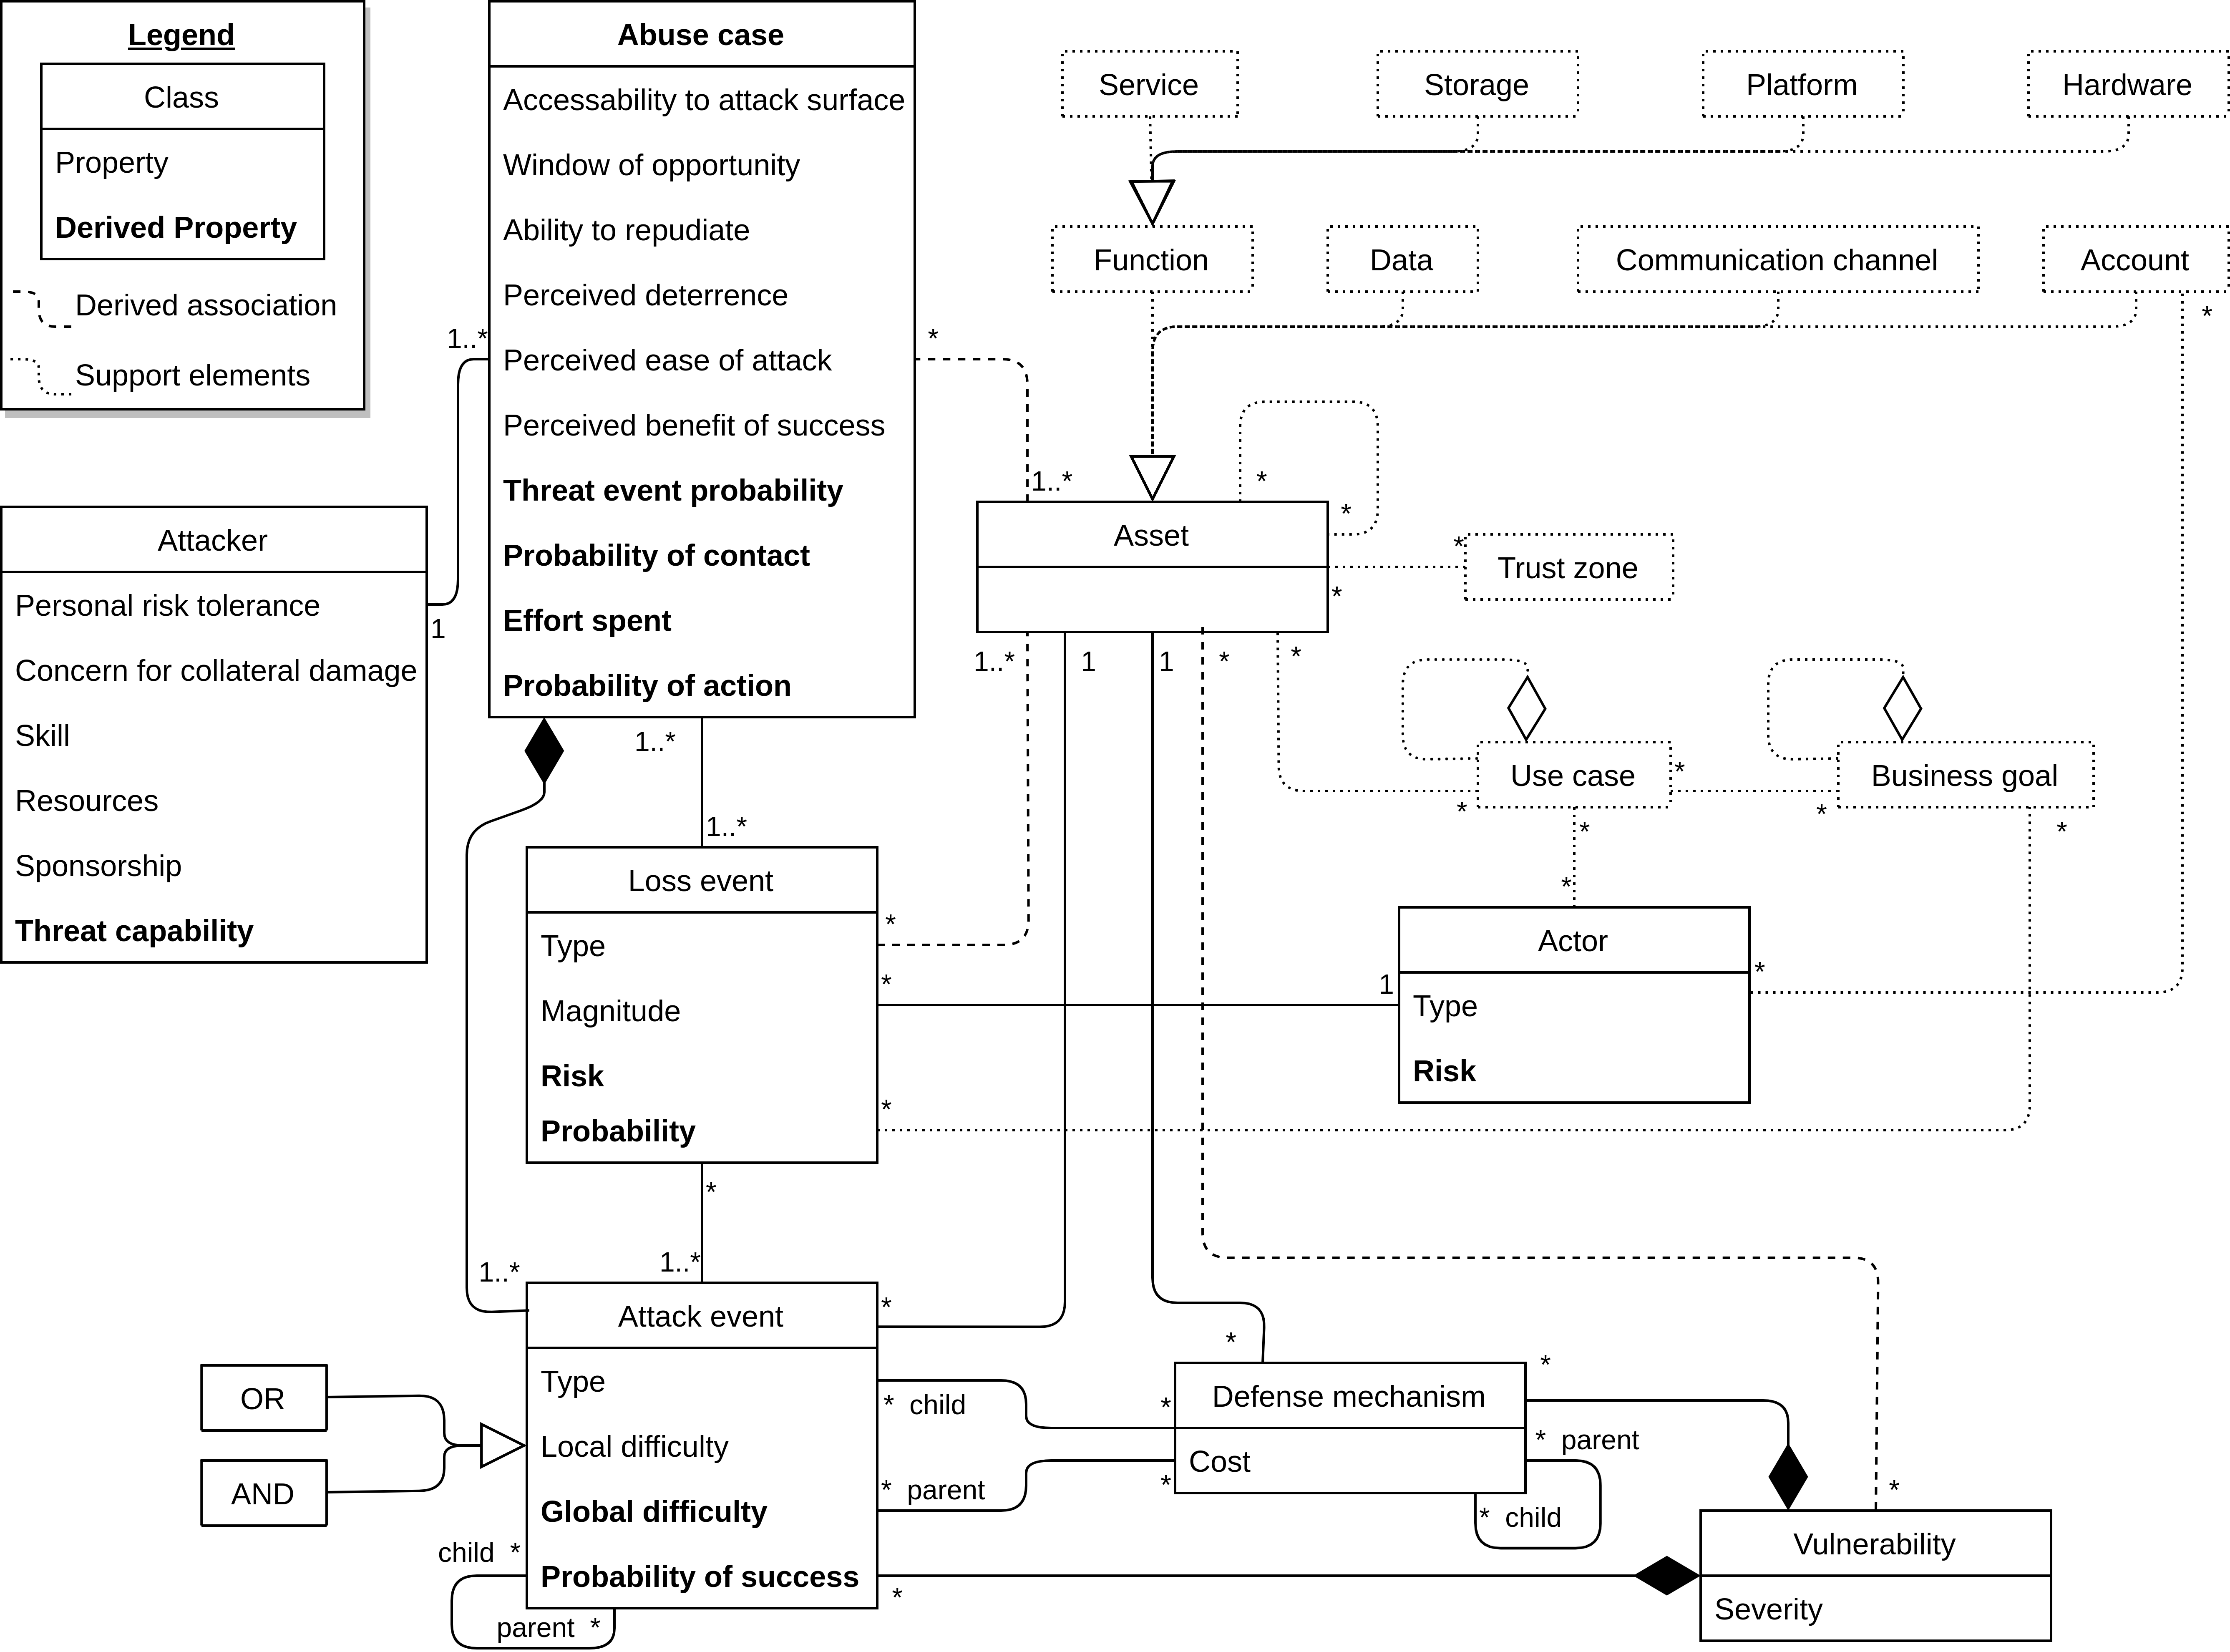 Legend
Class
Property
Derived Property
Derived association
Support elements
Abuse case
Accessability to attack surface
Window of opportunity
Ability to repudiate
Perceived deterrence
Perceived ease of attack
Perceived benefit of success
Threat event probability
Probability of contact
Effort spent
Probability of action
1..*
*
1..*
1..*
Service
Storage
Platform
Hardware
Function
Data
Communication channel
Account
*
*
*
Asset
*
*
Trust zone
Attacker
Personal risk tolerance
Concern for collateral damage
Skill
Resources
Sponsorship
Threat capability
1
1..*
1
1
*
*
Use case
*
*
*
Business goal
*
*
1..*
Loss event
Type
Magnitude
Risk
Probability
*
*
*
*
*
1
Actor
Type
Risk
*
1..*
1..*
Attack event
Type
Local difficulty
Global difficulty
Probability of success
*
* child
* parent
*
child *
parent *
OR
AND
*
*
*
Defense mechanism
Cost
*
* parent
* child
*
Vulnerability
Severity